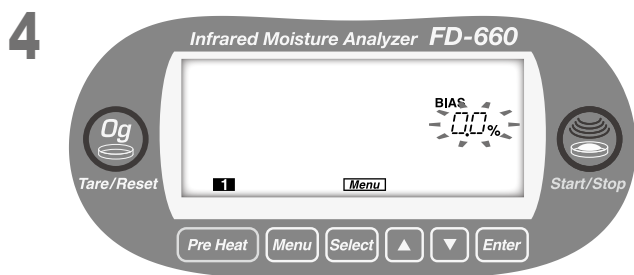 4
Infrared Moisture Analyzer FD-660
BIAS
0.0%
0g
Tare/Reset
1
Menu
Start/Stop
Pre Heat Menu Select ▲ ▼ Enter